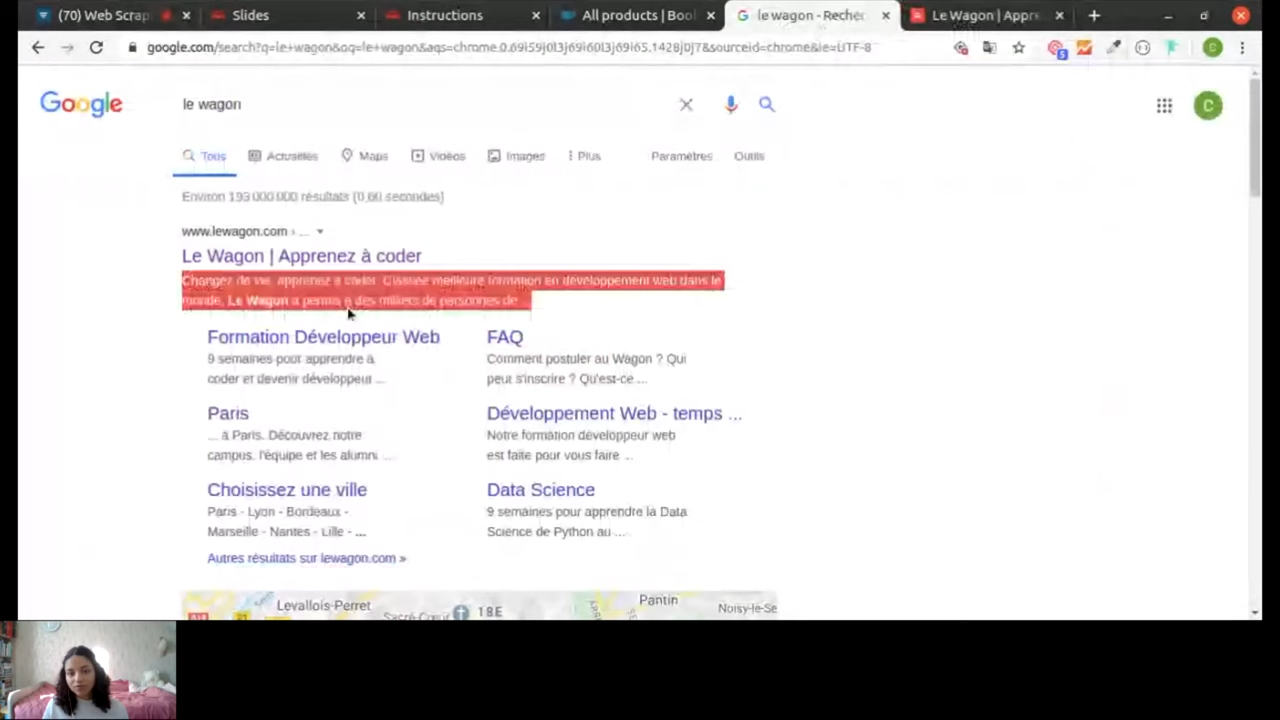 (70) Web Scrap
Slides
Instructions
All products | Boo
le wagon - Recher
Le Wagon | Appre
google.com/search?q=le+wagon&oq=le+wagon&aqs=chrome.0.69i59j0l3j69i60l3j69i65.1428j0j7&sourceid=chrome&ie=UTF-8
5
C
Google
le wagon
C
Tous
Actualités
Maps
Vidéos
Images
Plus
Paramètres
Outils
Environ 193 000 000 résultats (0,60 secondes)
www.lewagon.com › ...
Le Wagon | Apprenez à coder
Changez de vie, apprenez à coder. Classée meilleure formation en développement web dans le
monde, Le Wagon a permis à des milliers de personnes de
Formation Développeur Web
9 semaines pour apprendre à
coder et devenir développeur ...
FAQ
Comment postuler au Wagon ? Qui
peut s'inscrire ? Qu'est-ce ...
Paris
... à Paris. Découvrez notre
campus, l'équipe et les alumni ...
Développement Web - temps ...
Notre formation développeur web
est faite pour vous faire ...
Choisissez une ville
Paris - Lyon - Bordeaux -
Marseille - Nantes - Lille - ...
Data Science
9 semaines pour apprendre la Data
Science de Python au ...
Autres résultats sur lewagon.com »
Levallois-Perret
Sacré-Cœur
18E
Pantin
Noisy-le-Se